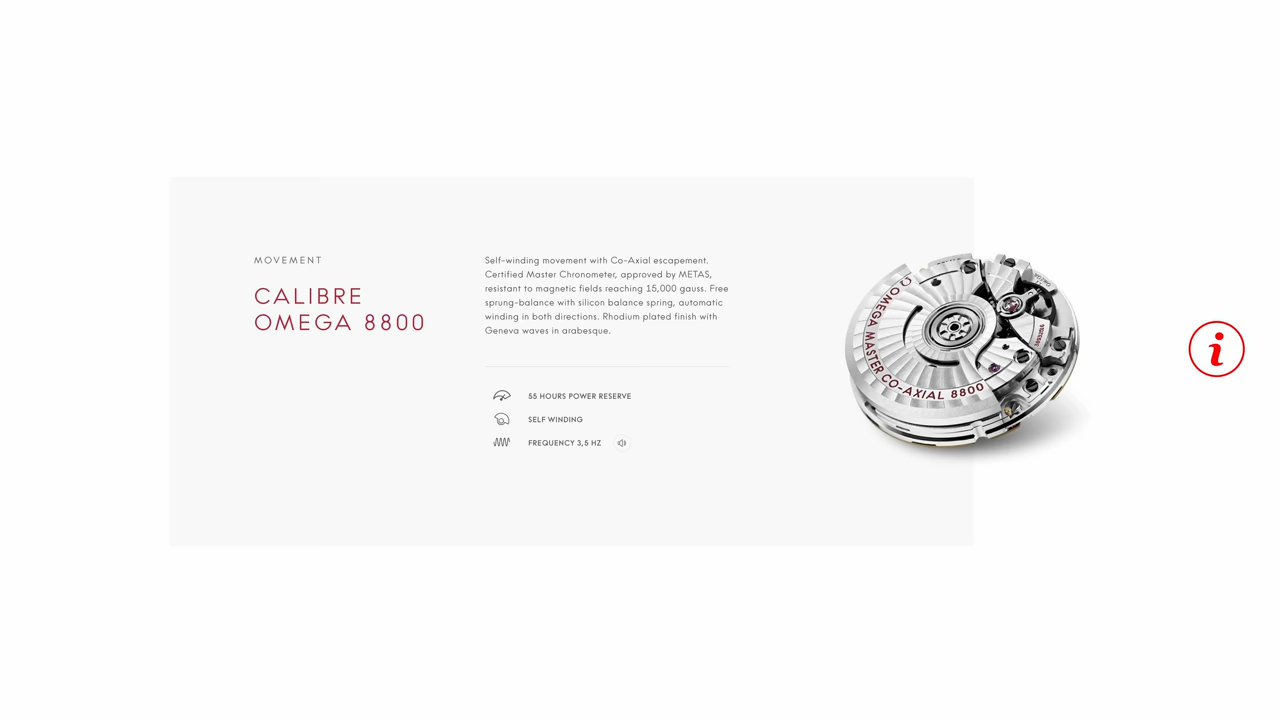 MOVEMENT
CALIBRE
OMEGA 8800
Self-winding movement with Co-Axial escapement.
Certified Master Chronometer, approved by METAS,
resistant to magnetic fields reaching 15,000 gauss. Free
sprung-balance with silicon balance spring, automatic
winding in both directions. Rhodium plated finish with
Geneva waves in arabesque.
55 HOURS POWER RESERVE
SELF WINDING
FREQUENCY 3,5 HZ
Ω OMEGA MASTER CO-AXIAL 8800
i